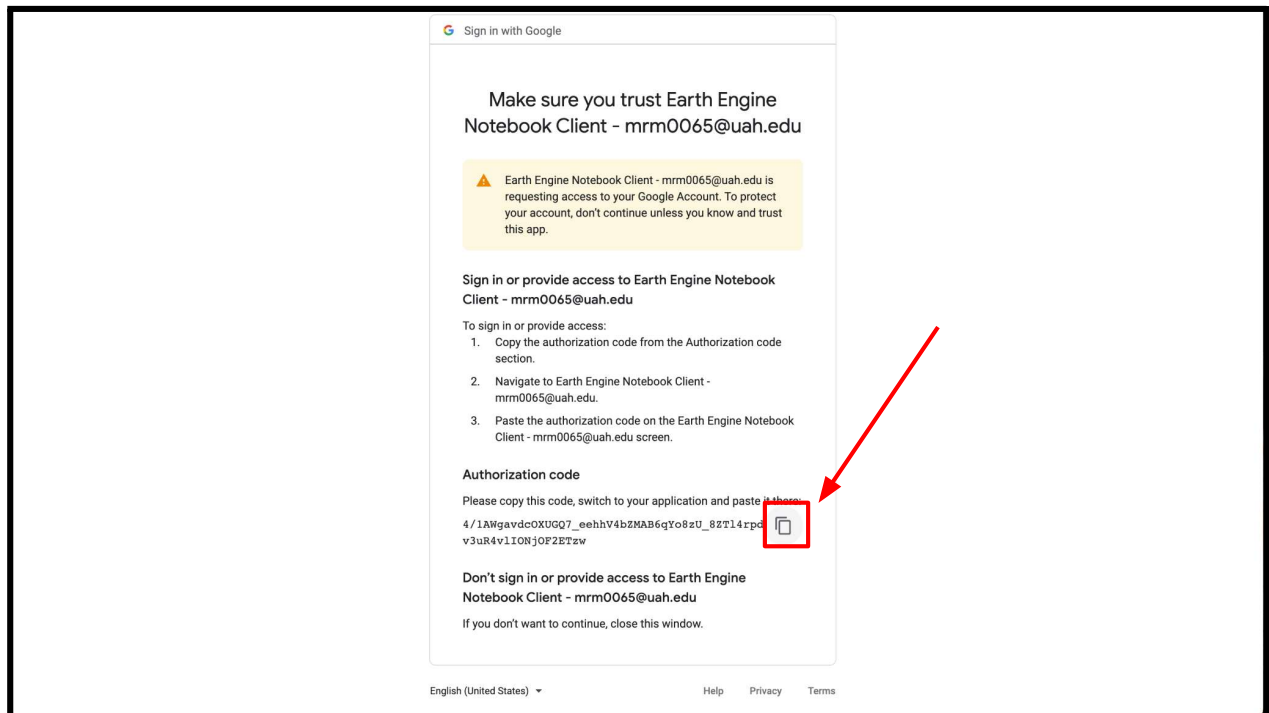 Sign in with Google
Make sure you trust Earth Engine
Notebook Client - mrm0065@uah.edu
Earth Engine Notebook Client - mrm0065@uah.edu is
requesting access to your Google Account. To protect
your account, don't continue unless you know and trust
this app.
Sign in or provide access to Earth Engine Notebook
Client - mrm0065@uah.edu
To sign in or provide access:
1. Copy the authorization code from the Authorization code
section.
2. Navigate to Earth Engine Notebook Client -
mrm0065@uah.edu.
3. Paste the authorization code on the Earth Engine Notebook
Client - mrm0065@uah.edu screen.
Authorization code
Please copy this code, switch to your application and paste it there:
4/1AWgavdcOXUGQ7_eehhV4bZMAB6qYo8zU_8ZTl4rpd
v3uR4vlIONjOF2ETzw
Don't sign in or provide access to Earth Engine
Notebook Client - mrm0065@uah.edu
If you don't want to continue, close this window.
English (United States)
Help Privacy Terms